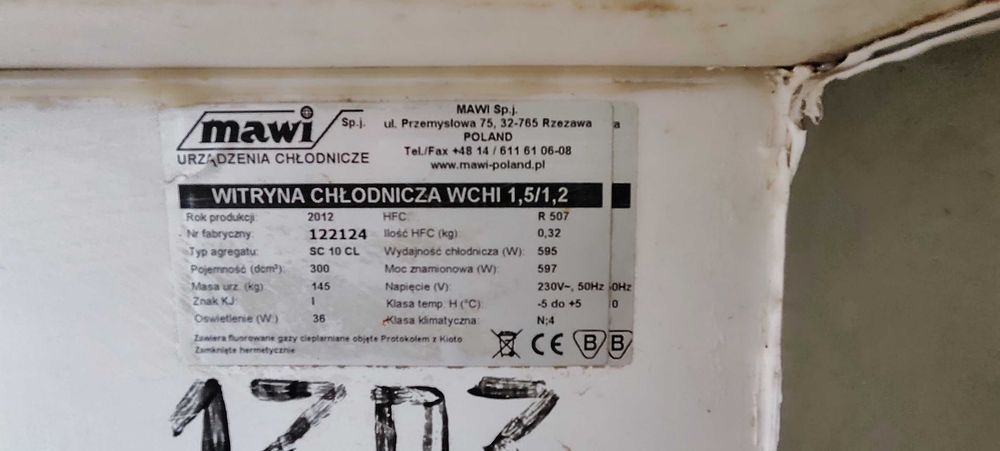 mawi Sp.j.
URZĄDZENIA CHŁODNICZE
MAWI Sp.j.
ul. Przemysłowa 75, 32-765 Rzezawa a
POLAND
Tel./Fax +48 14 / 611 61 06-08
www.mawi-poland.pl
WITRYNA CHŁODNICZA WCHI 1,5/1,2
Rok produkcji: 2012 HFC: R 507
Nr fabryczny: 122124 Ilość HFC (kg): 0,32
Typ agregatu: SC 10 CL Wydajność chłodnicza (W): 595
Pojemność (dcm³): 300 Moc znamionowa (W): 597
Masa urz. (kg) 145 Napięcie (V): 230V~, 50Hz 0Hz
Znak KJ: I Klasa temp. H (°C): -5 do +5 0
Oświetlenie (W:) 36 Klasa klimatyczna: N;4
Zawiera fluorowane gazy cieplarniane objęte Protokołem z Kioto
Zamknięte hermetycznie
CE B B